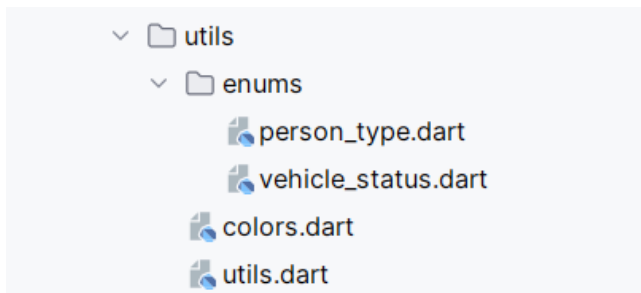 utils
enums
person_type.dart
vehicle_status.dart
colors.dart
utils.dart